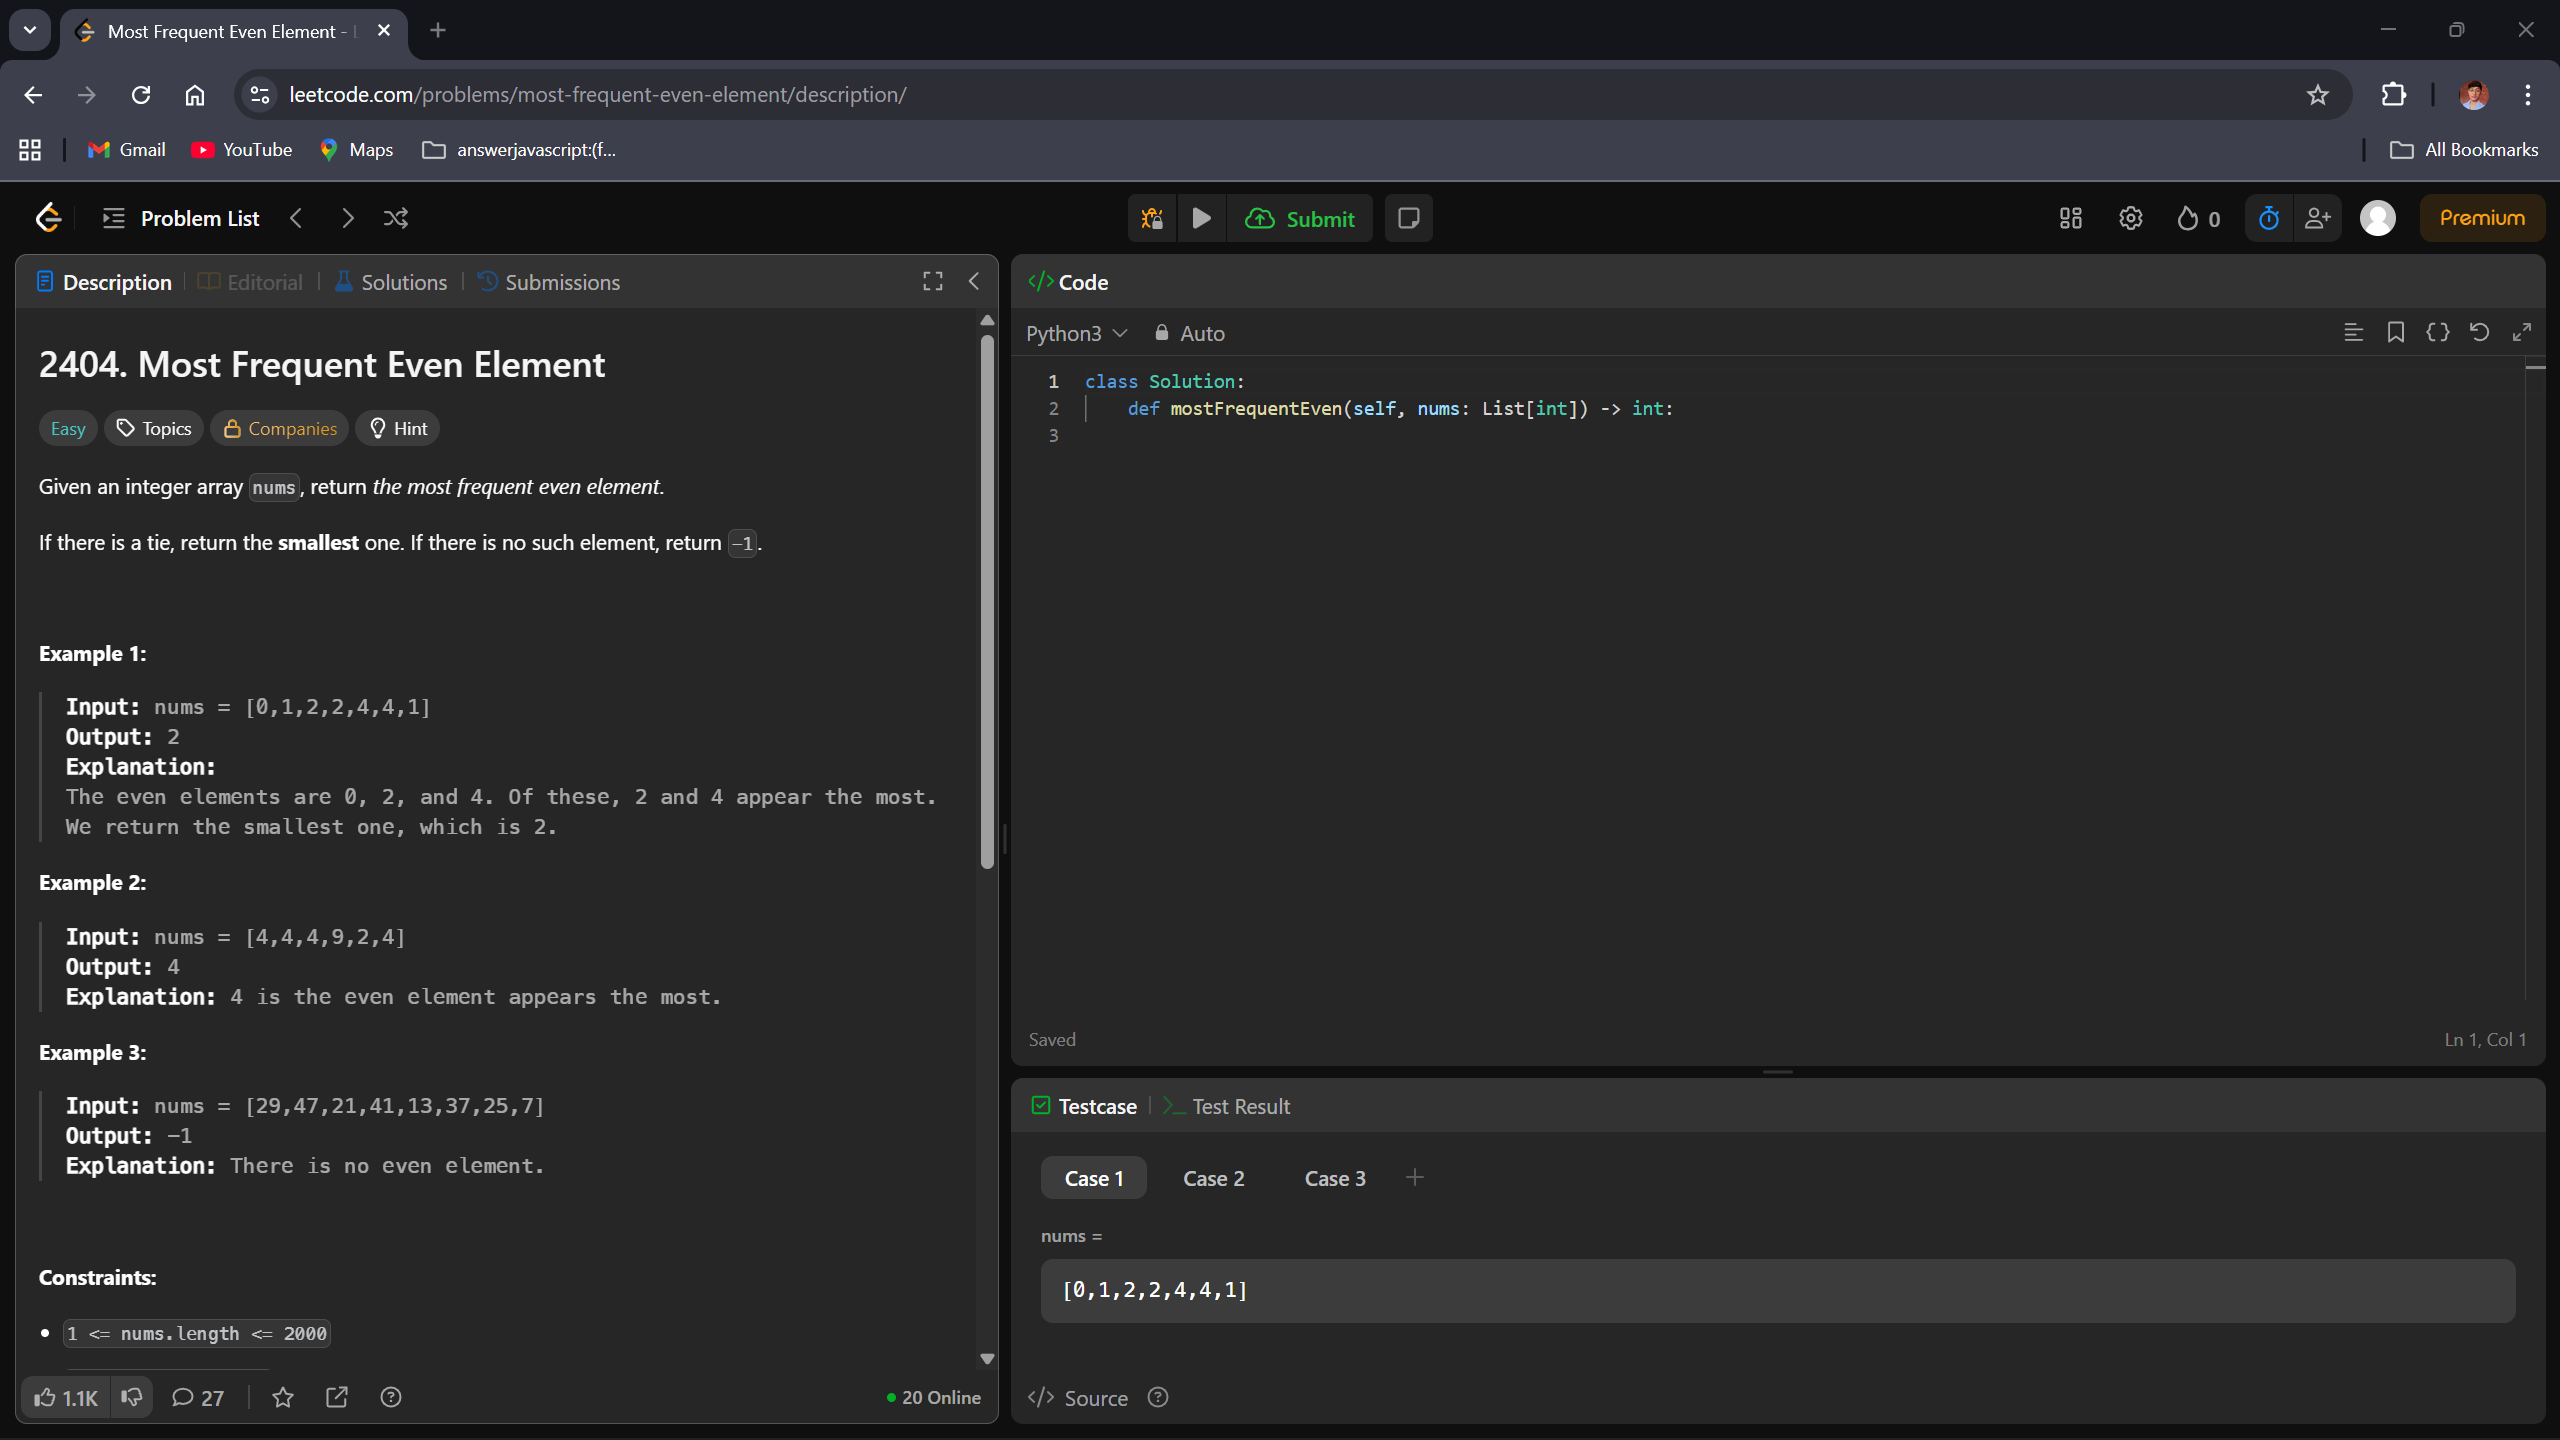 Most Frequent Even Element -
leetcode.com/problems/most-frequent-even-element/description/
Gmail
YouTube
Maps
answerjavascript:(f...
All Bookmarks
Problem List
Submit
0
Premium
Description
Editorial
Solutions
Submissions
2404. Most Frequent Even Element
Easy
Topics
Companies
Hint
Given an integer array nums, return the most frequent even element.
If there is a tie, return the smallest one. If there is no such element, return -1.
Example 1:
Input: nums = [0,1,2,2,4,4,1]
Output: 2
Explanation:
The even elements are 0, 2, and 4. Of these, 2 and 4 appear the most.
We return the smallest one, which is 2.
Example 2:
Input: nums = [4,4,4,9,2,4]
Output: 4
Explanation: 4 is the even element appears the most.
Example 3:
Input: nums = [29,47,21,41,13,37,25,7]
Output: -1
Explanation: There is no even element.
Constraints:
1 <= nums.length <= 2000
1.1K
27
20 Online
</> Code
Python3
Auto
1 class Solution:
2 def mostFrequentEven(self, nums: List[int]) -> int:
3
Saved
Ln 1, Col 1
Testcase
Test Result
Case 1
Case 2
Case 3
nums =
[0,1,2,2,4,4,1]
</> Source